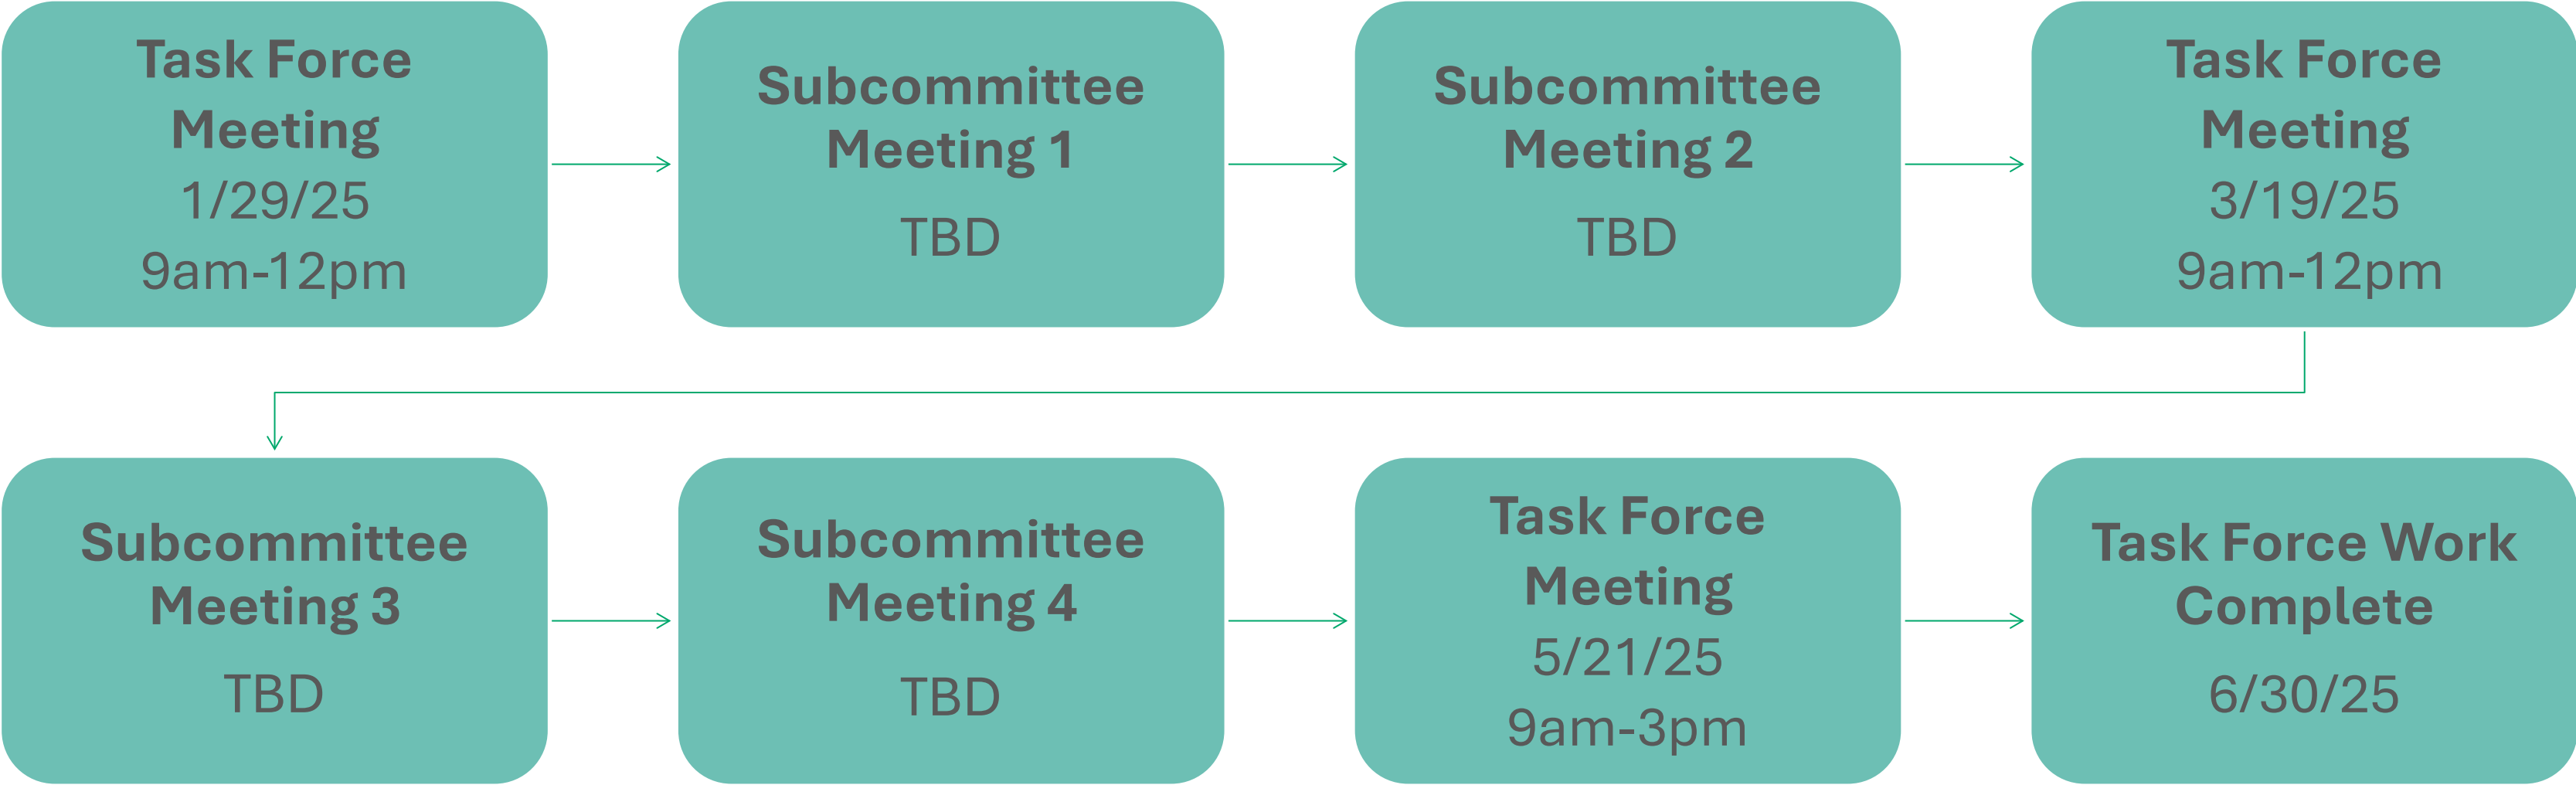 Task Force
Meeting
1/29/25
9am-12pm
Subcommittee
Meeting 1
TBD
Subcommittee
Meeting 2
TBD
Task Force
Meeting
3/19/25
9am-12pm
Subcommittee
Meeting 3
TBD
Subcommittee
Meeting 4
TBD
Task Force
Meeting
5/21/25
9am-3pm
Task Force Work
Complete
6/30/25